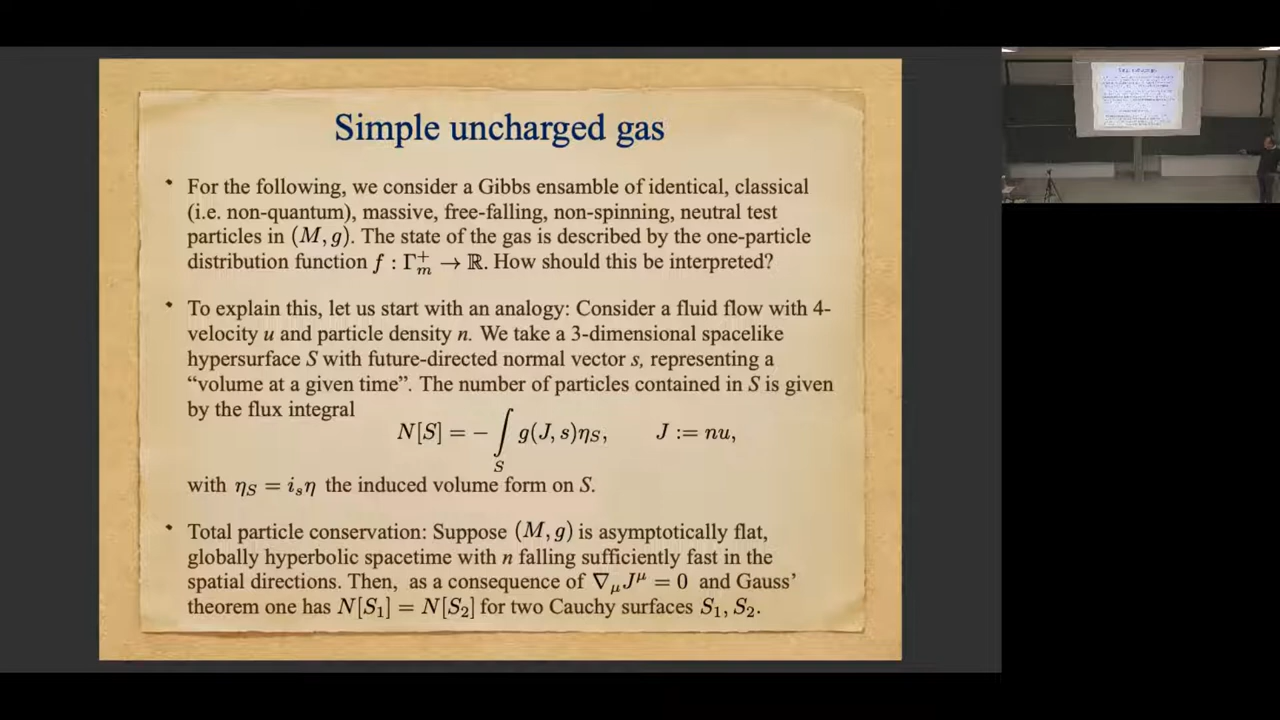 Simple uncharged gas
• For the following, we consider a Gibbs ensamble of identical, classical
(i.e. non-quantum), massive, free-falling, non-spinning, neutral test
particles in (M, g). The state of the gas is described by the one-particle
distribution function f : Γ_m^+ → ℝ. How should this be interpreted?
• To explain this, let us start with an analogy: Consider a fluid flow with 4-
velocity u and particle density n. We take a 3-dimensional spacelike
hypersurface S with future-directed normal vector s, representing a
“volume at a given time”. The number of particles contained in S is given
by the flux integral
N[S] = − ∫_S g(J, s)η_S, J := nu,
with η_S = i_sη the induced volume form on S.
• Total particle conservation: Suppose (M, g) is asymptotically flat,
globally hyperbolic spacetime with n falling sufficiently fast in the
spatial directions. Then, as a consequence of ∇_μJ^μ = 0 and Gauss’
theorem one has N[S_1] = N[S_2] for two Cauchy surfaces S_1, S_2.